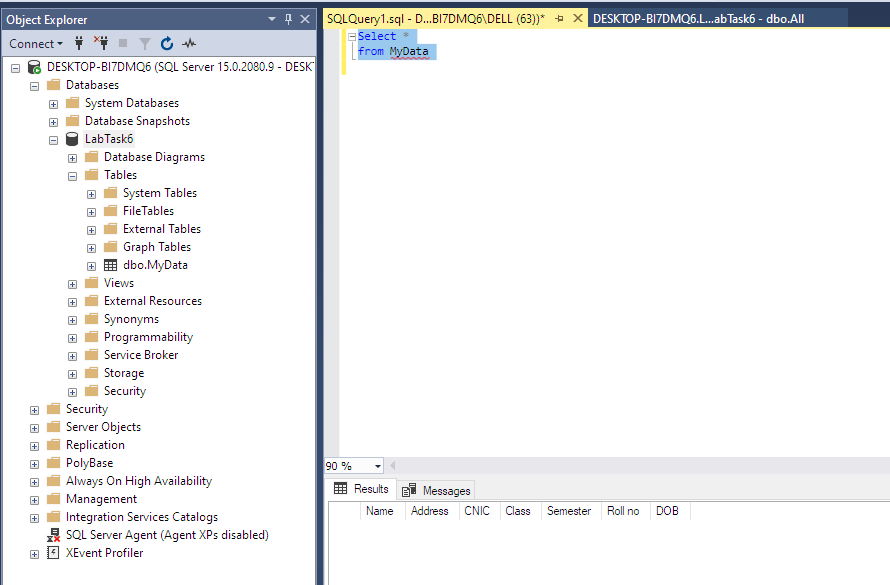 Object Explorer
Connect
DESKTOP-BI7DMQ6 (SQL Server 15.0.2080.9 - DESKT
Databases
System Databases
Database Snapshots
LabTask6
Database Diagrams
Tables
System Tables
FileTables
External Tables
Graph Tables
dbo.MyData
Views
External Resources
Synonyms
Programmability
Service Broker
Storage
Security
Security
Server Objects
Replication
PolyBase
Always On High Availability
Management
Integration Services Catalogs
SQL Server Agent (Agent XPs disabled)
XEvent Profiler
SQLQuery1.sql - D...BI7DMQ6\DELL (63))*
DESKTOP-BI7DMQ6.L...abTask6 - dbo.All
Select *
from MyData
90 %
Results
Messages
Name Address CNIC Class Semester Roll no DOB